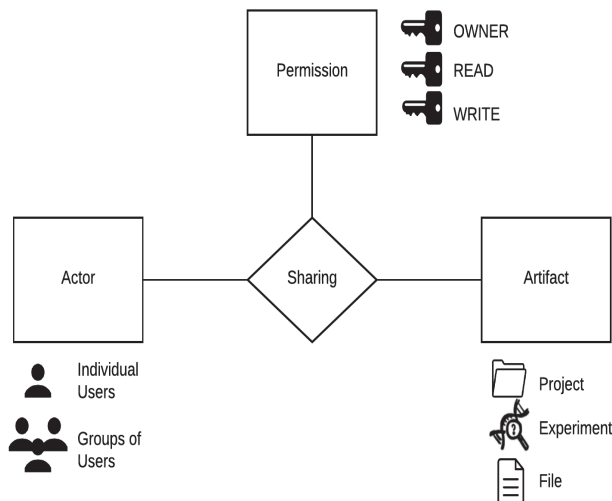 OWNER
Permission
READ
WRITE
Actor
Sharing
Artifact
Individual
Users
Groups of
Users
Project
?
Experiment
File